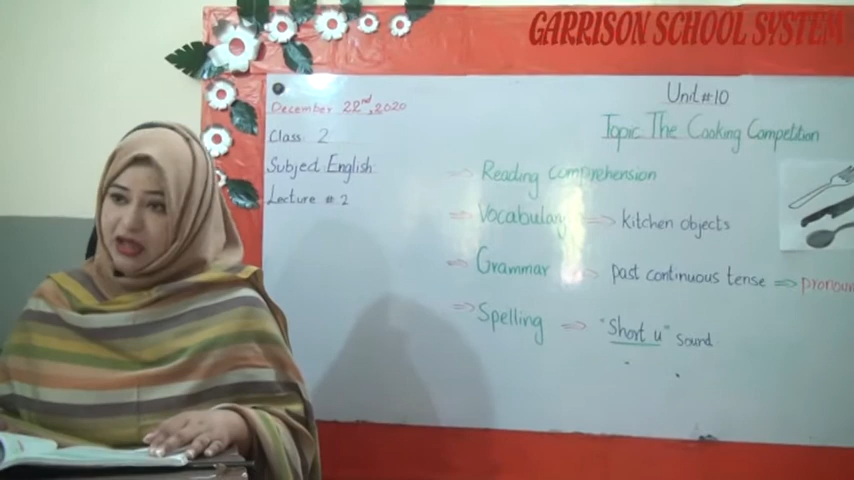 GARRISON SCHOOL SYSTEM
December 22nd, 2020
Class 2
Subject English
Lecture # 2
Unit #10
Topic The Cooking Competition
⇒ Reading comprehension
⇒ Vocabulary ⇒ kitchen objects
⇒ Grammar ⇒ past continuous tense ⇒ pronoun
⇒ Spelling ⇒ "Short u" sound